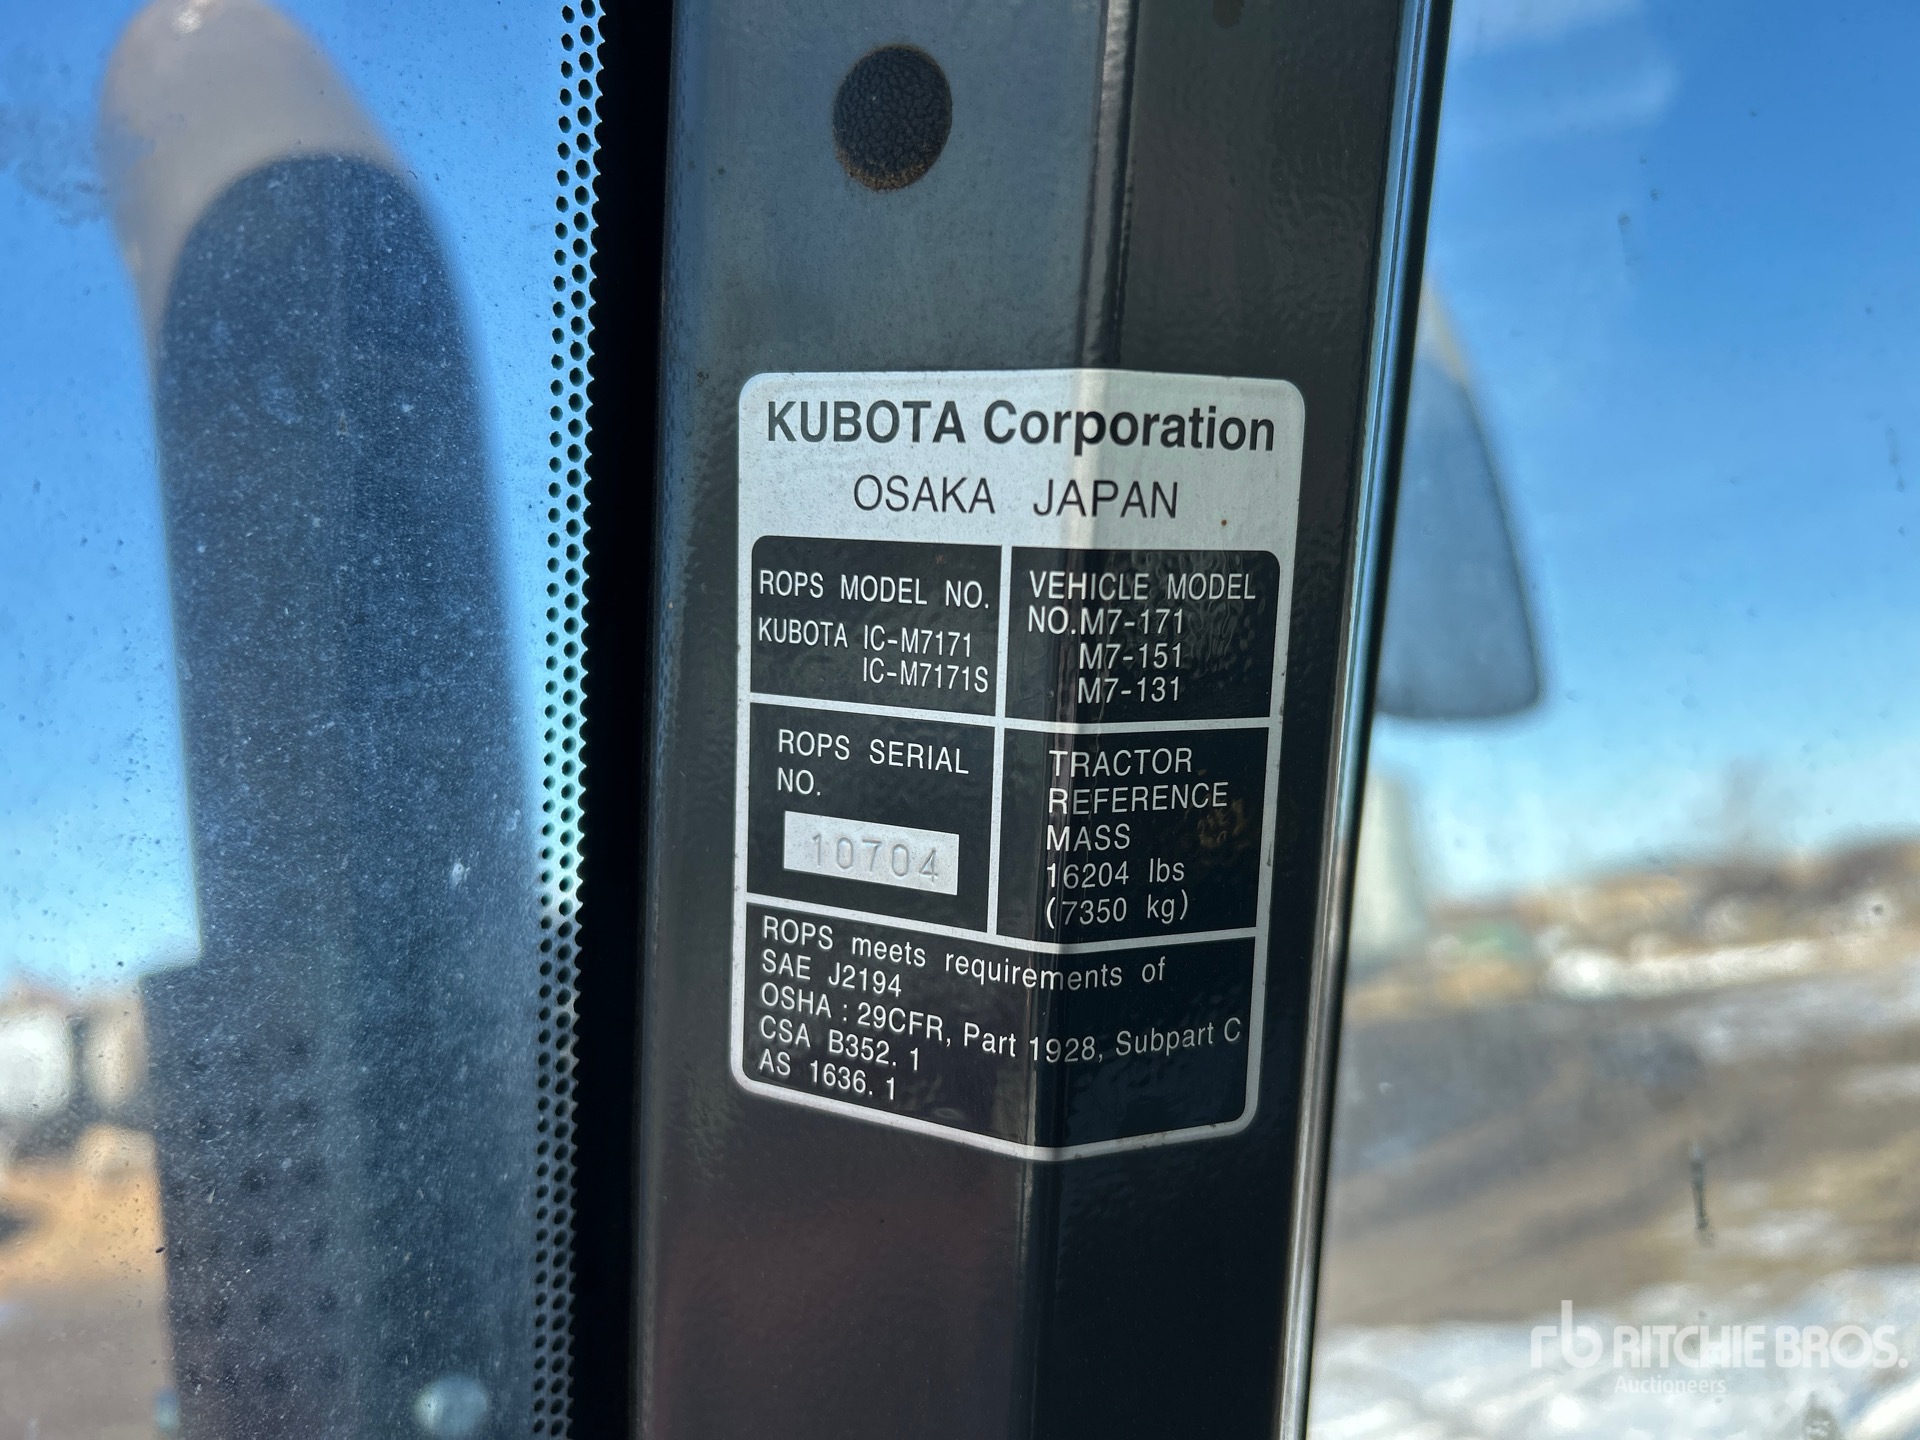 KUBOTA Corporation
OSAKA JAPAN
ROPS MODEL NO.
KUBOTA IC-M7171
IC-M7171S
VEHICLE MODEL
NO.M7-171
M7-151
M7-131
ROPS SERIAL
NO.
10704
TRACTOR
REFERENCE
MASS
16204 lbs
(7350 kg)
ROPS meets requirements of
SAE J2194
OSHA : 29CFR, Part 1928, Subpart C
CSA B352. 1
AS 1636. 1
rb RITCHIE BROS.
Auctioneers